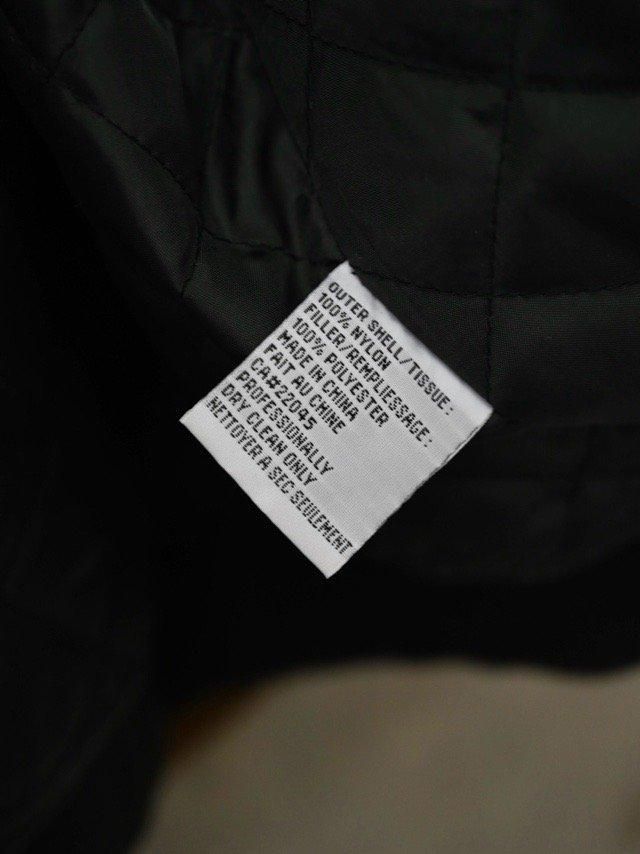 OUTER SHELL/TISSUE:
100% NYLON
FILLER/REMPLIESSAGE:
100% POLYESTER
MADE IN CHINA
FAIT AU CHINE
CA#22045
PROFESSIONALLY
DRY CLEAN ONLY
NETTOYER A SEC SEULEMENT